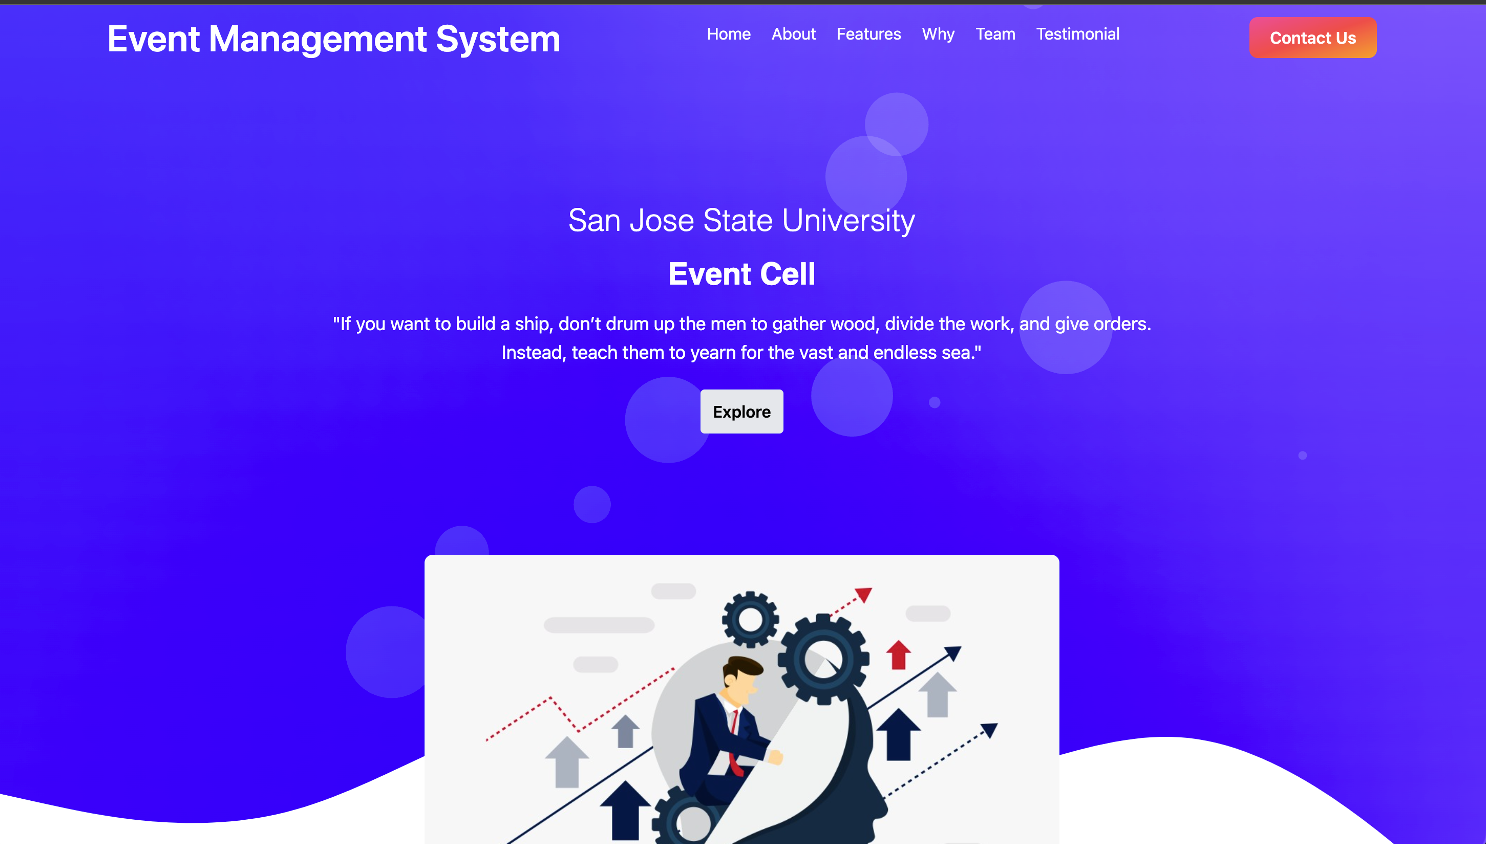 Event Management System
Home About Features Why Team Testimonial
Contact Us
San Jose State University
Event Cell
"If you want to build a ship, don’t drum up the men to gather wood, divide the work, and give orders.
Instead, teach them to yearn for the vast and endless sea."
Explore